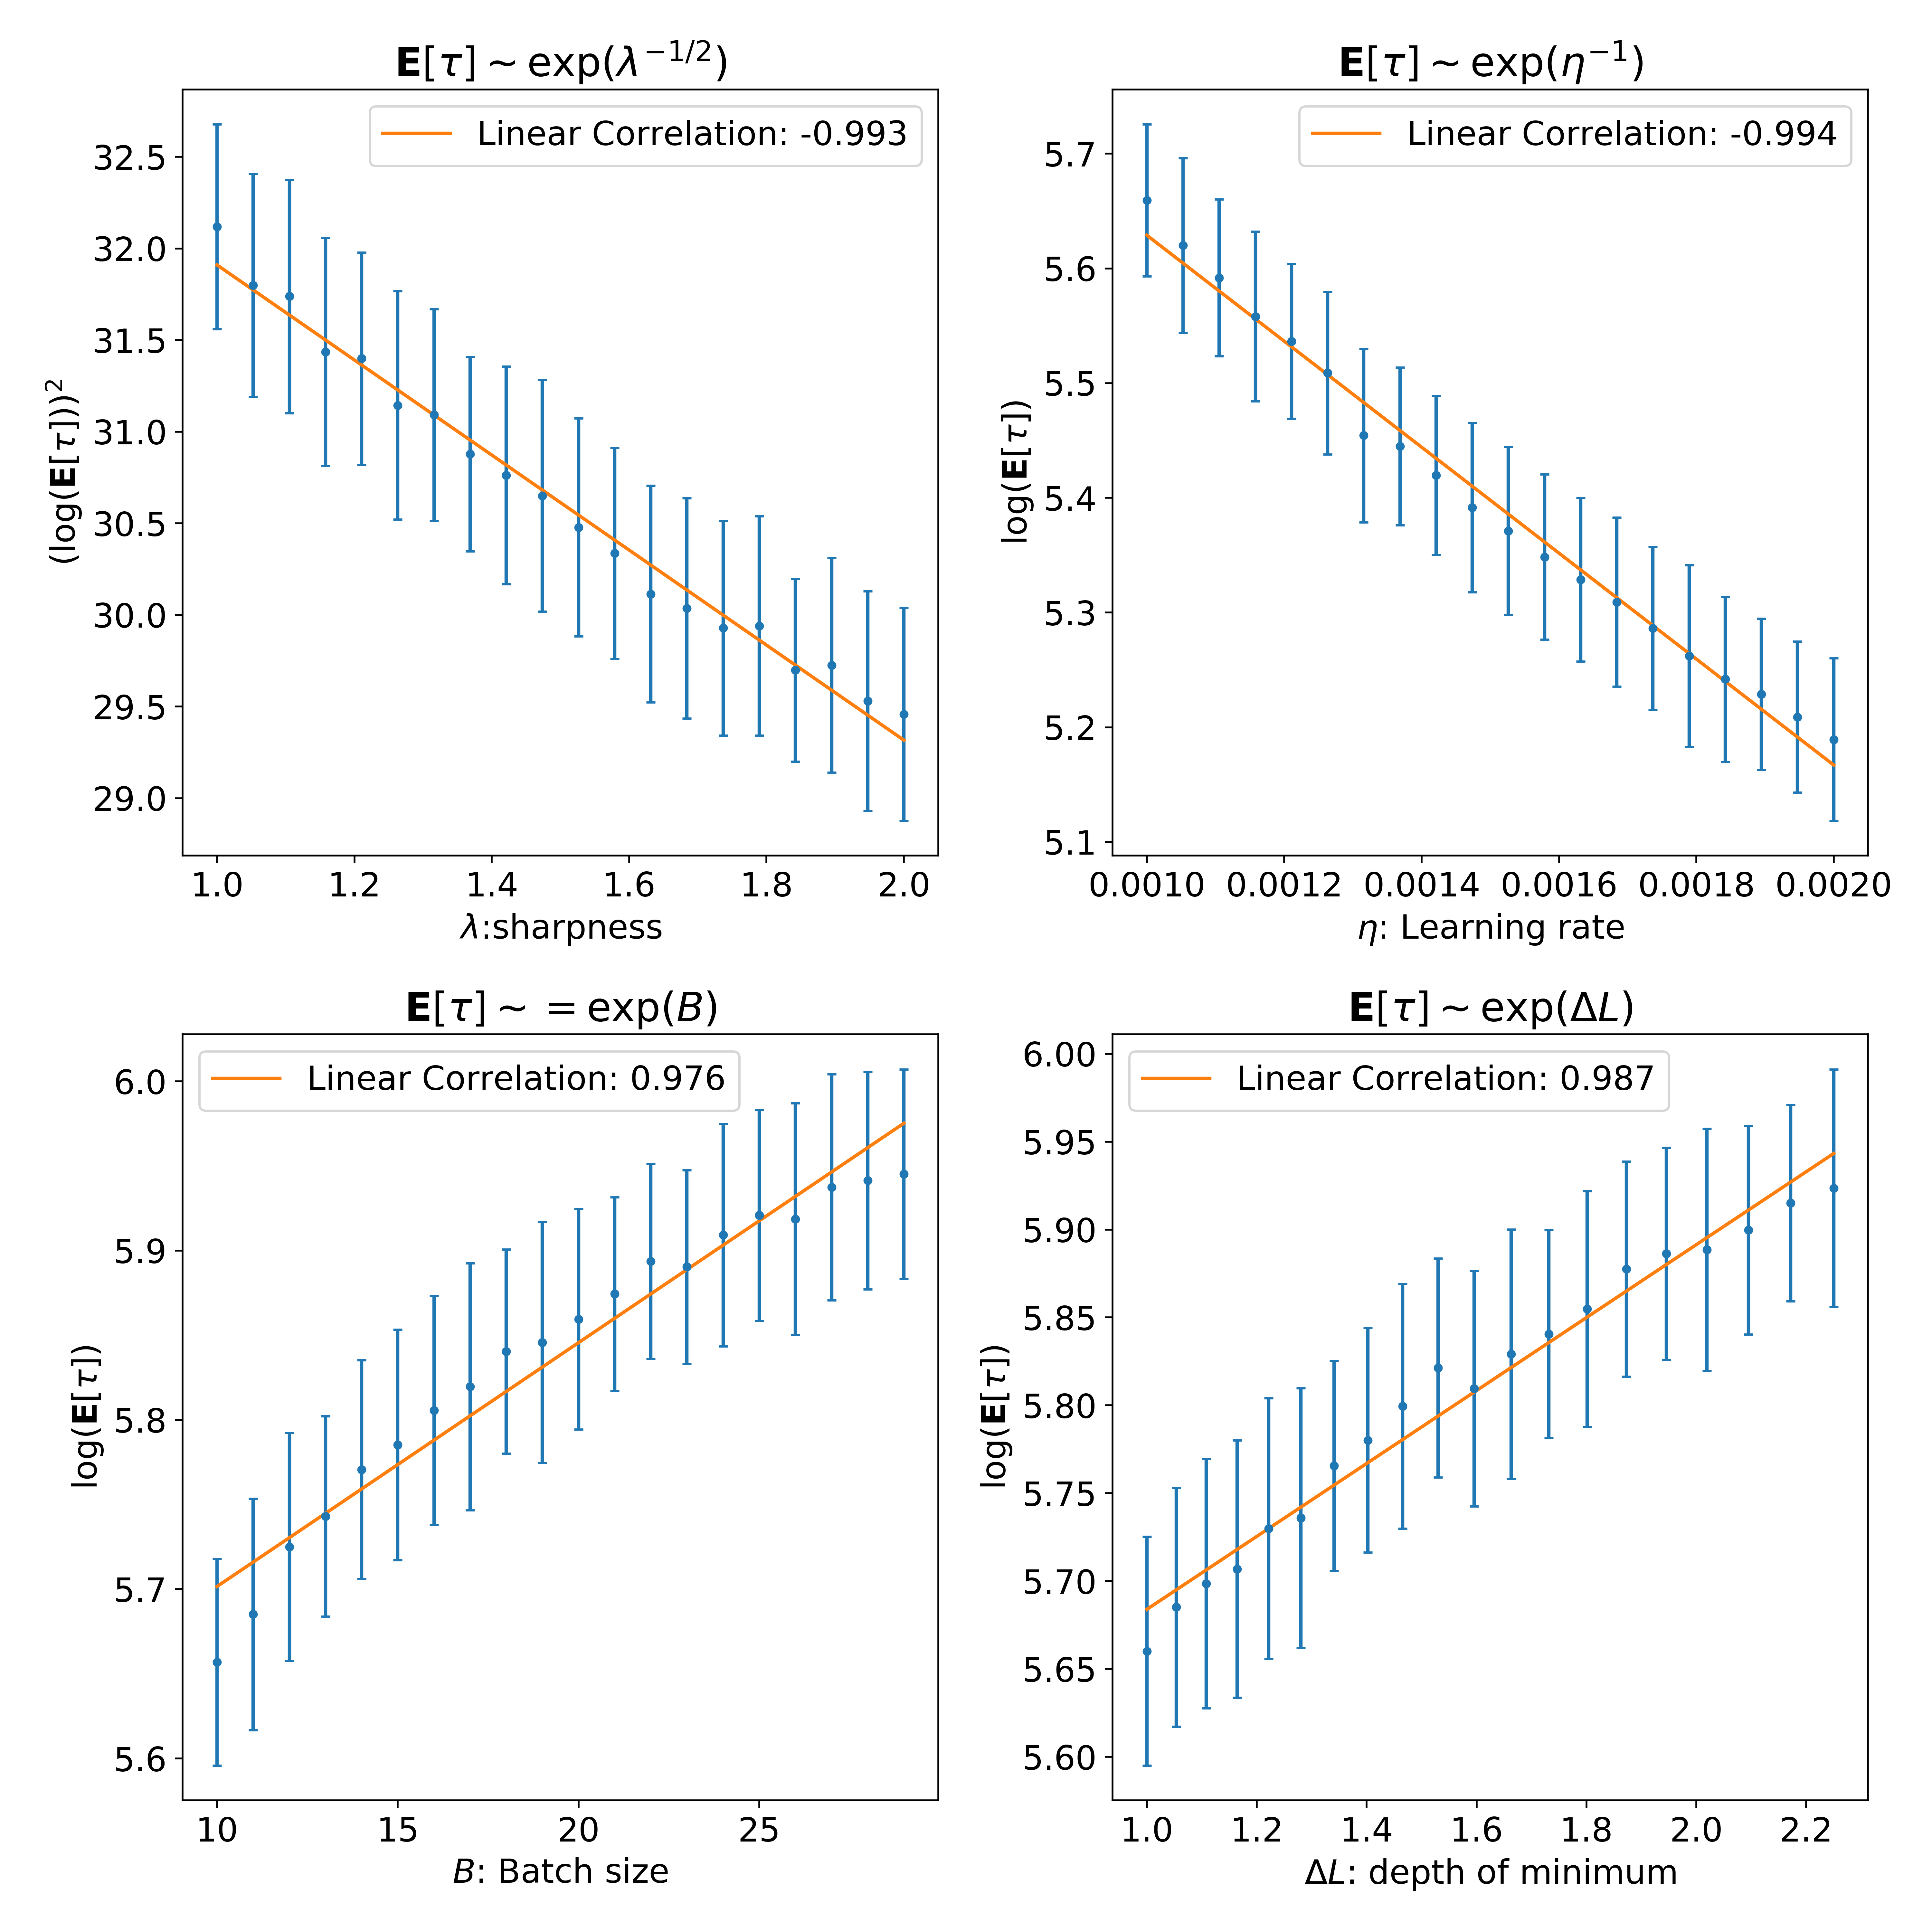 E[τ] ~ exp(λ^{-1/2})
Linear Correlation: -0.993
32.5
32.0
31.5
31.0
30.5
30.0
29.5
29.0
(log(E[τ]))²
1.0 1.2 1.4 1.6 1.8 2.0
λ:sharpness
E[τ] ~ exp(η^{-1})
Linear Correlation: -0.994
5.7
5.6
5.5
5.4
5.3
5.2
5.1
log(E[τ])
0.0010 0.0012 0.0014 0.0016 0.0018 0.0020
η: Learning rate
E[τ] ~ = exp(B)
Linear Correlation: 0.976
6.0
5.9
5.8
5.7
5.6
log(E[τ])
10 15 20 25
B: Batch size
E[τ] ~ exp(ΔL)
Linear Correlation: 0.987
6.00
5.95
5.90
5.85
5.80
5.75
5.70
5.65
5.60
log(E[τ])
1.0 1.2 1.4 1.6 1.8 2.0 2.2
ΔL: depth of minimum